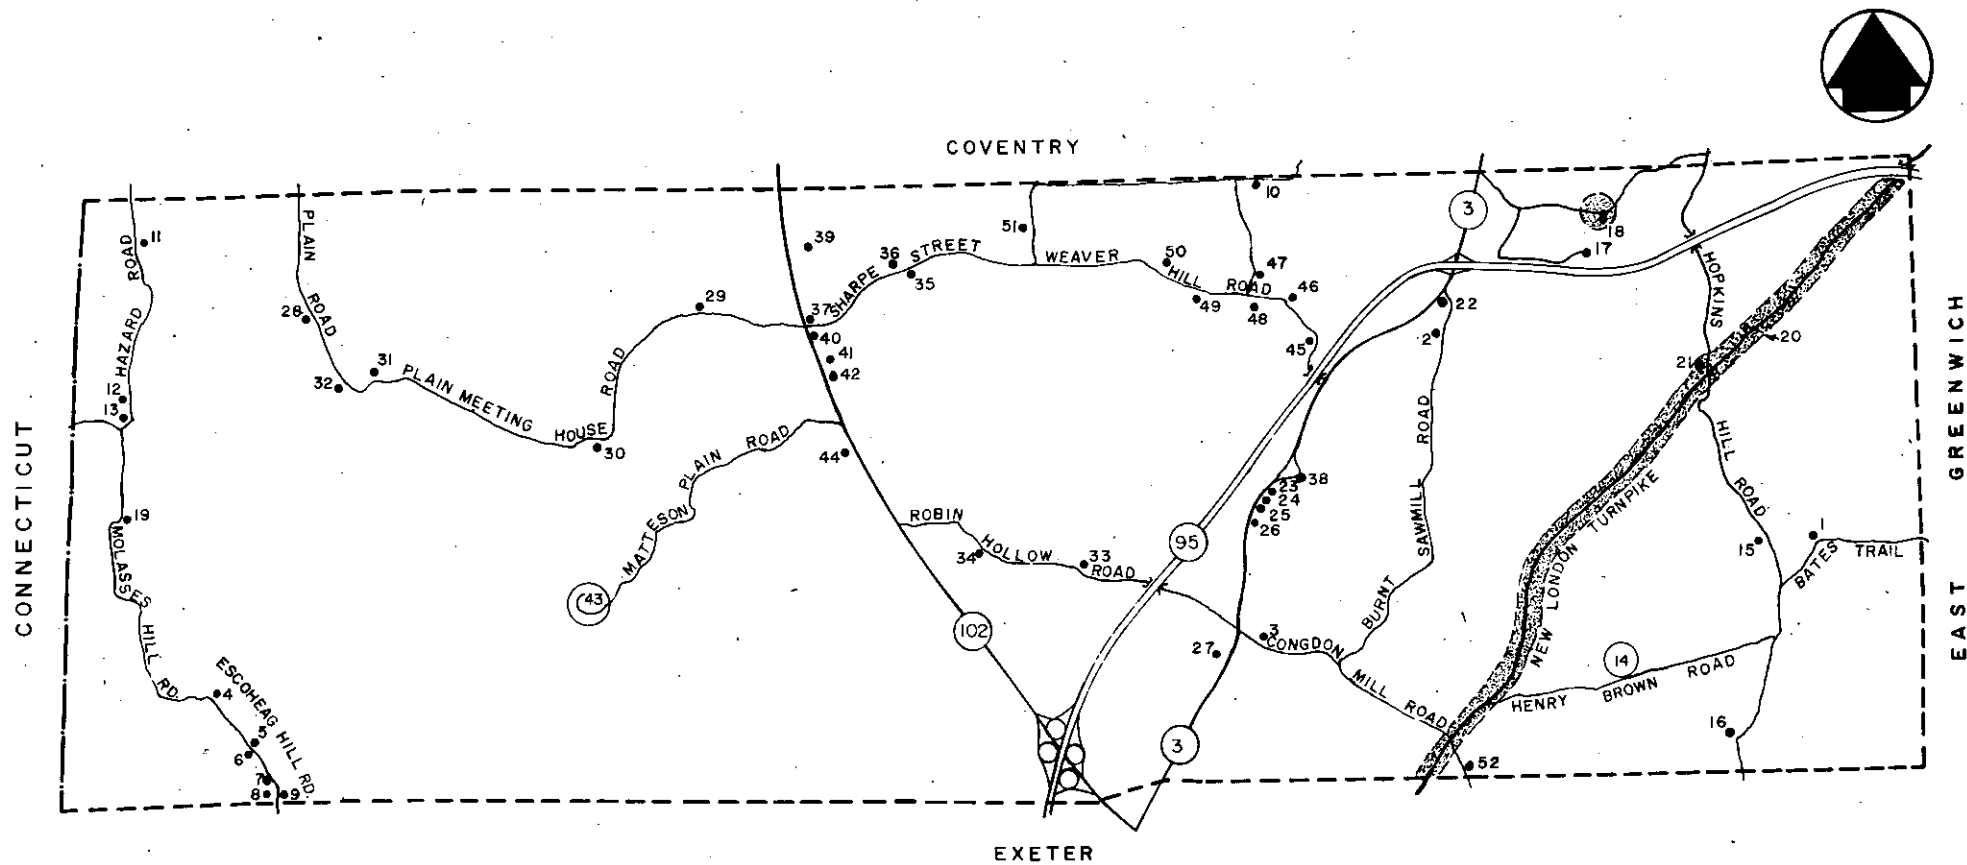 COVENTRY
CONNECTICUT
EAST GREENWICH
EXETER
HAZARD ROAD
11
12
13
19
MOLASSES HILL RD.
ESCOHEAG HILL RD.
4
5
6
7
8
9
PLAIN ROAD
28
32
31
PLAIN MEETING HOUSE ROAD
30
29
MATTESON PLAIN ROAD
43
39
37
40
41
42
44
SHARPE STREET
36
35
51
WEAVER HILL ROAD
50
49
10
47
48
46
45
ROBIN HOLLOW ROAD
34
33
102
95
3
3
22
2
38
23
24
25
26
27
3
CONGDON MILL ROAD
BURNT SAWMILL ROAD
18
17
HOPKINS HILL ROAD
20
21
NEW LONDON TURNPIKE
15
1
BATES TRAIL
HENRY BROWN ROAD
14
16
52